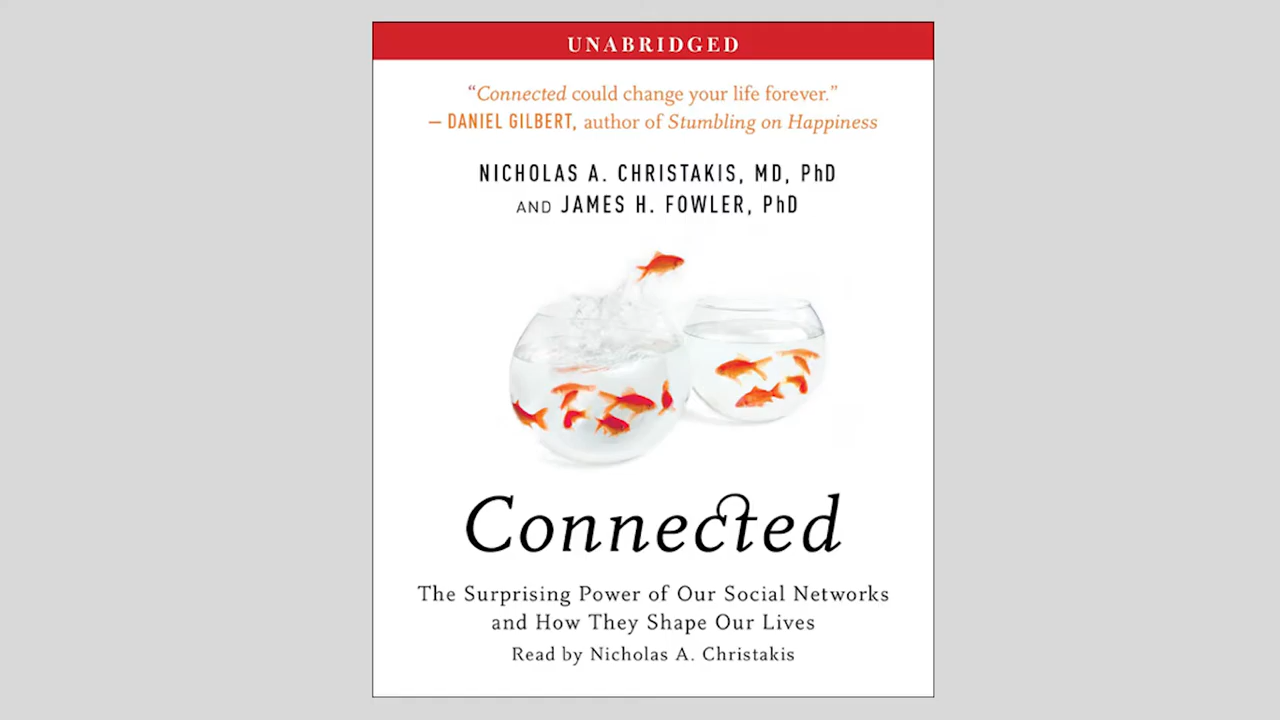 UNABRIDGED
“Connected could change your life forever.”
— DANIEL GILBERT, author of Stumbling on Happiness
NICHOLAS A. CHRISTAKIS, MD, PhD
AND JAMES H. FOWLER, PhD
Connected
The Surprising Power of Our Social Networks
and How They Shape Our Lives
Read by Nicholas A. Christakis